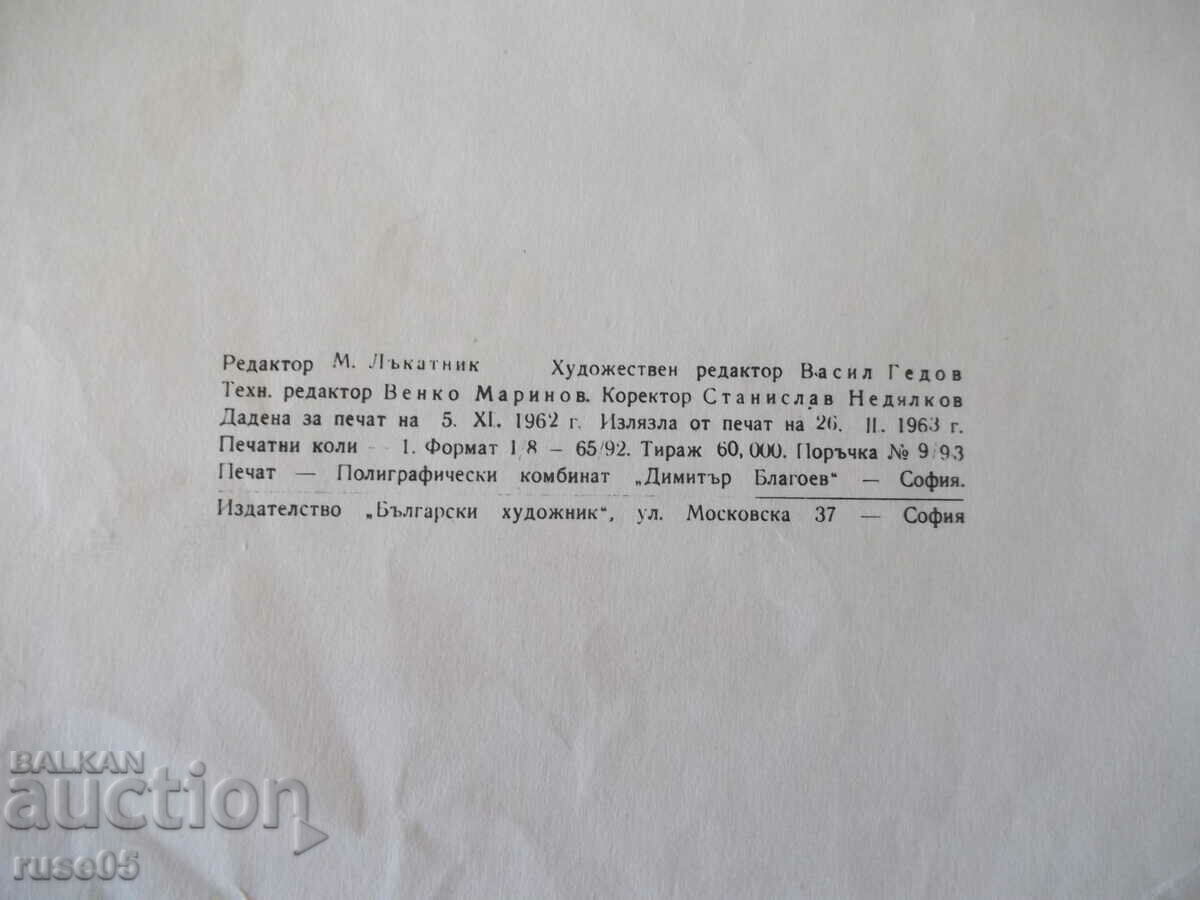 Редактор М. Лъкатник Художествен редактор Васил Гедов
Техн. редактор Венко Маринов. Коректор Станислав Недялков
Дадена за печат на 5. XI. 1962 г. Излязла от печат на 26. II. 1963 г.
Печатни коли — 1. Формат 1/8 — 65/92. Тираж 60,000. Поръчка № 9/93
Печат — Полиграфически комбинат „Димитър Благоев“ — София.
Издателство „Български художник“, ул. Московска 37 — София
BALKAN
auction
ruse05